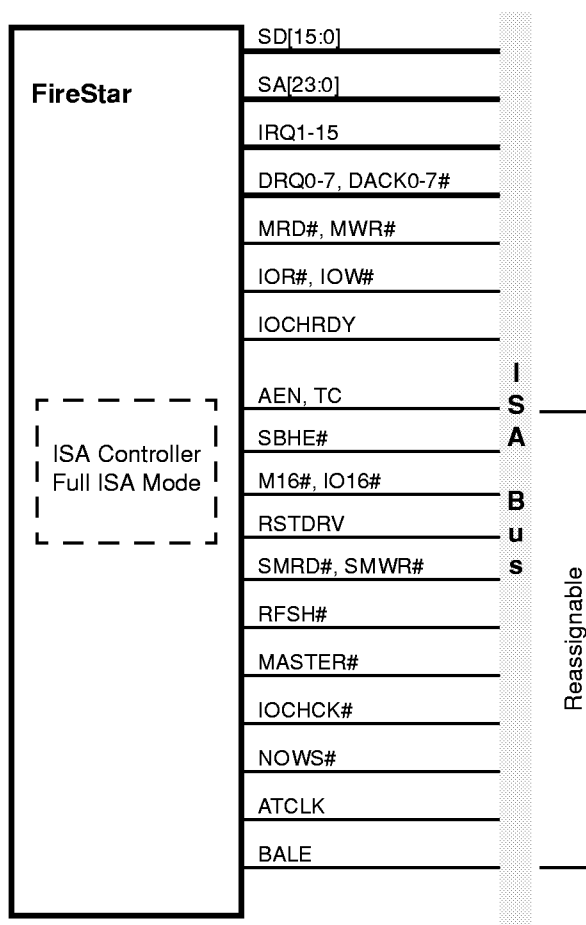 FireStar
SD[15:0]
SA[23:0]
IRQ1-15
DRQ0-7, DACK0-7#
MRD#, MWR#
IOR#, IOW#
IOCHRDY
AEN, TC
SBHE#
M16#, IO16#
RSTDRV
SMRD#, SMWR#
RFSH#
MASTER#
IOCHCK#
NOWS#
ATCLK
BALE
ISA Controller
Full ISA Mode
ISA Bus
Reassignable